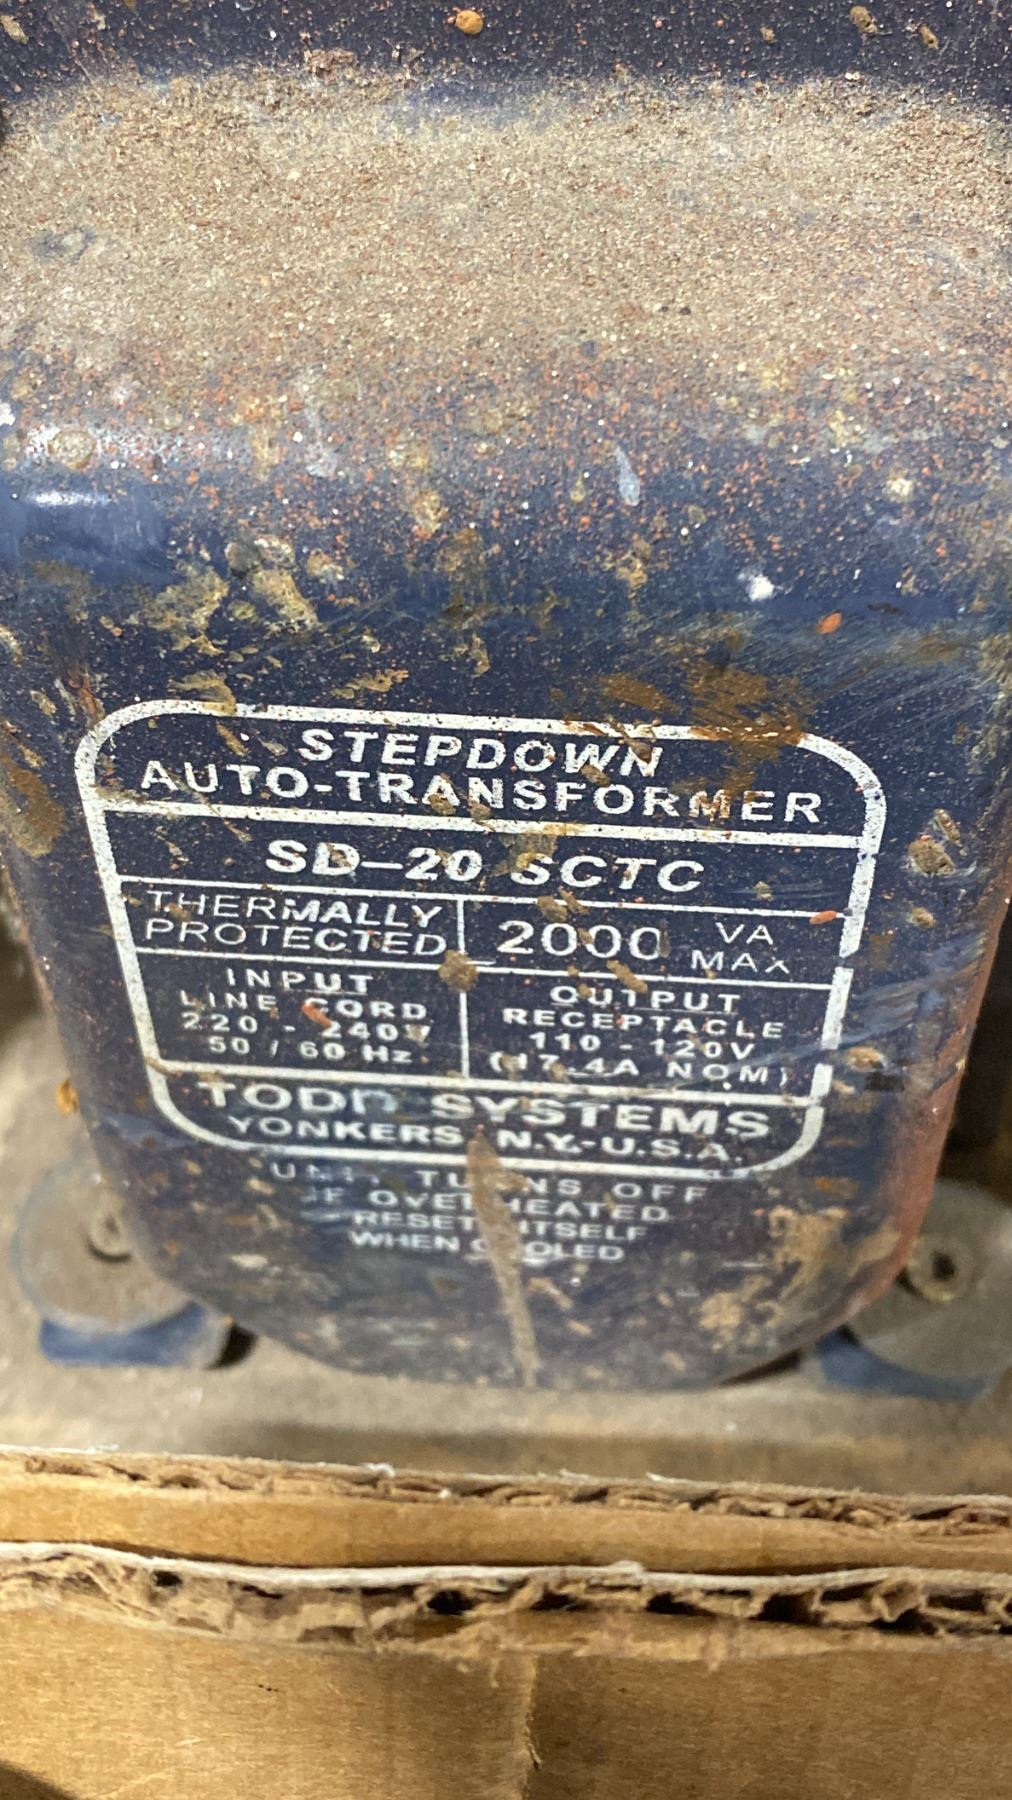 STEPDOWN
AUTO-TRANSFORMER
SD-20 SCTC
THERMALLY
PROTECTED
2000 VA
MAX
INPUT
LINE CORD
220 - 240V
50 / 60 Hz
OUTPUT
RECEPTACLE
110 - 120V
(17.4A NOM)
TODD SYSTEMS
YONKERS N.Y.-U.S.A.
UNIT TURNS OFF
IF OVERHEATED
RESETS ITSELF
WHEN COOLED